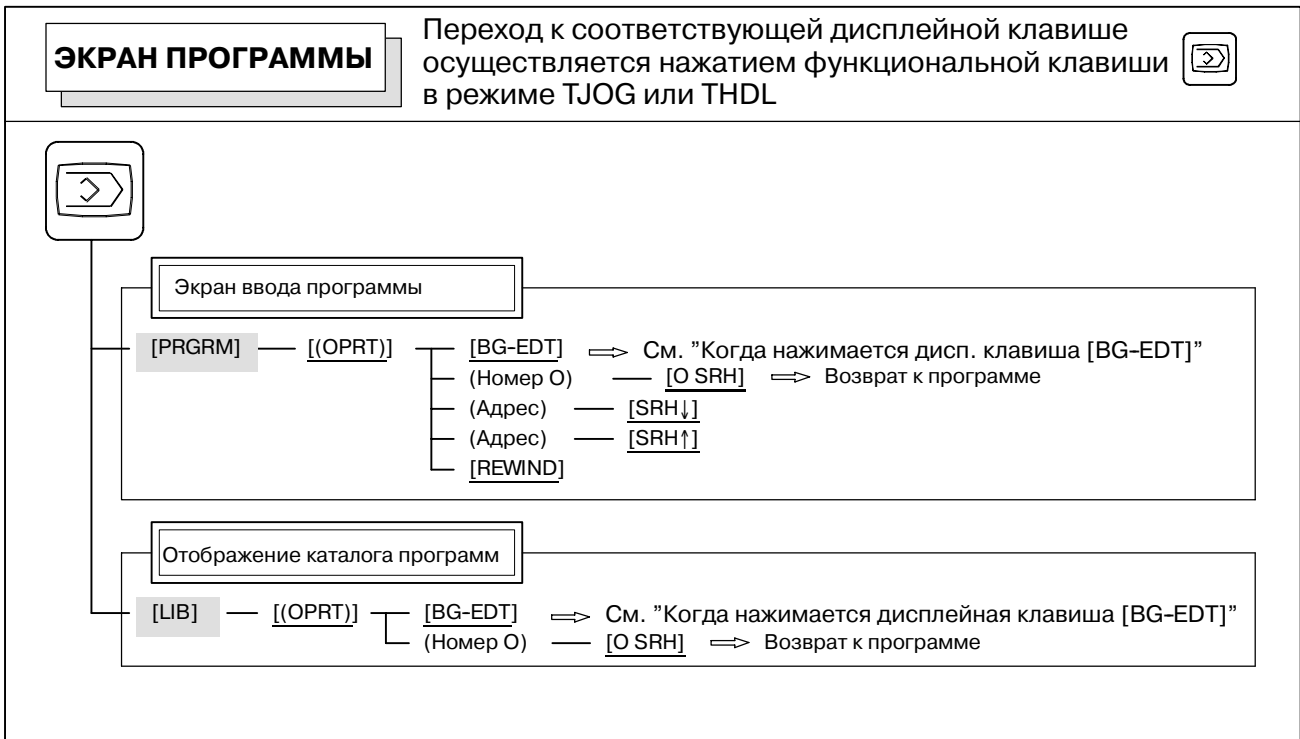 ЭКРАН ПРОГРАММЫ
Переход к соответствующей дисплейной клавише
осуществляется нажатием функциональной клавиши
в режиме TJOG или THDL
Экран ввода программы
[PRGRM] [(OPRT)] [BG-EDT] ⇒ См. ”Когда нажимается дисп. клавиша [BG-EDT]”
(Номер O) [O SRH] ⇒ Возврат к программе
(Адрес) [SRH↓]
(Адрес) [SRH↑]
[REWIND]
Отображение каталога программ
[LIB] [(OPRT)] [BG-EDT] ⇒ См. ”Когда нажимается дисплейная клавиша [BG-EDT]”
(Номер O) [O SRH] ⇒ Возврат к программе